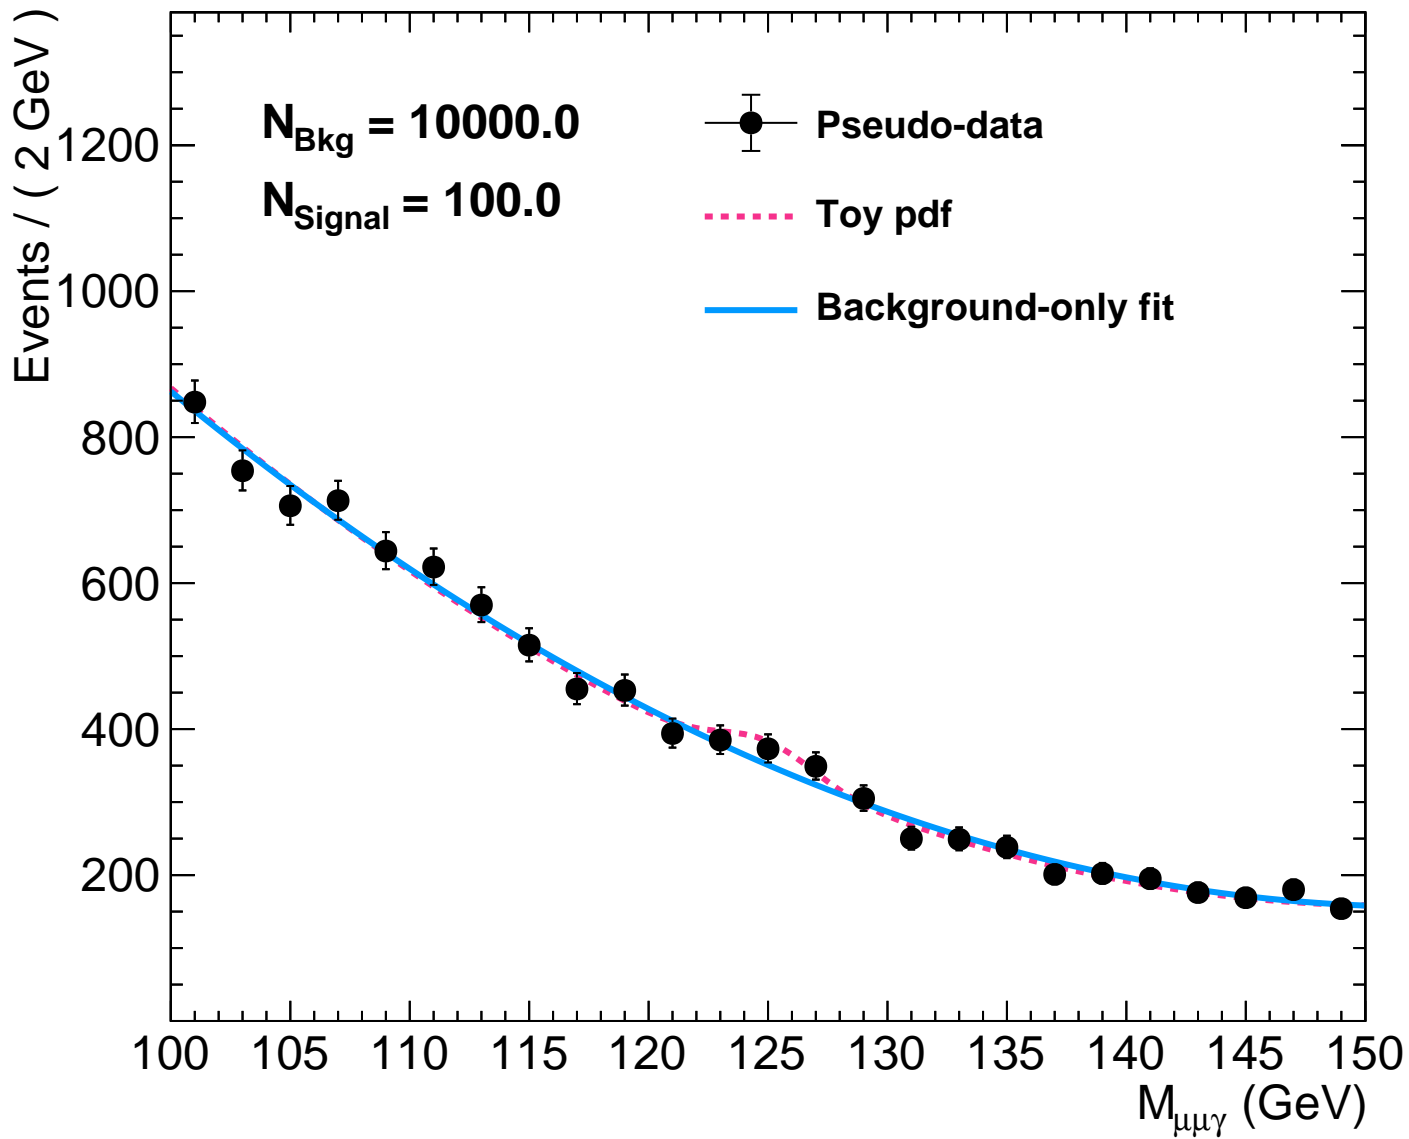 Events / ( 2 GeV )
N_Bkg = 10000.0
N_Signal = 100.0
Pseudo-data
Toy pdf
Background-only fit
1200
1000
800
600
400
200
100 105 110 115 120 125 130 135 140 145 150
M_μμγ (GeV)